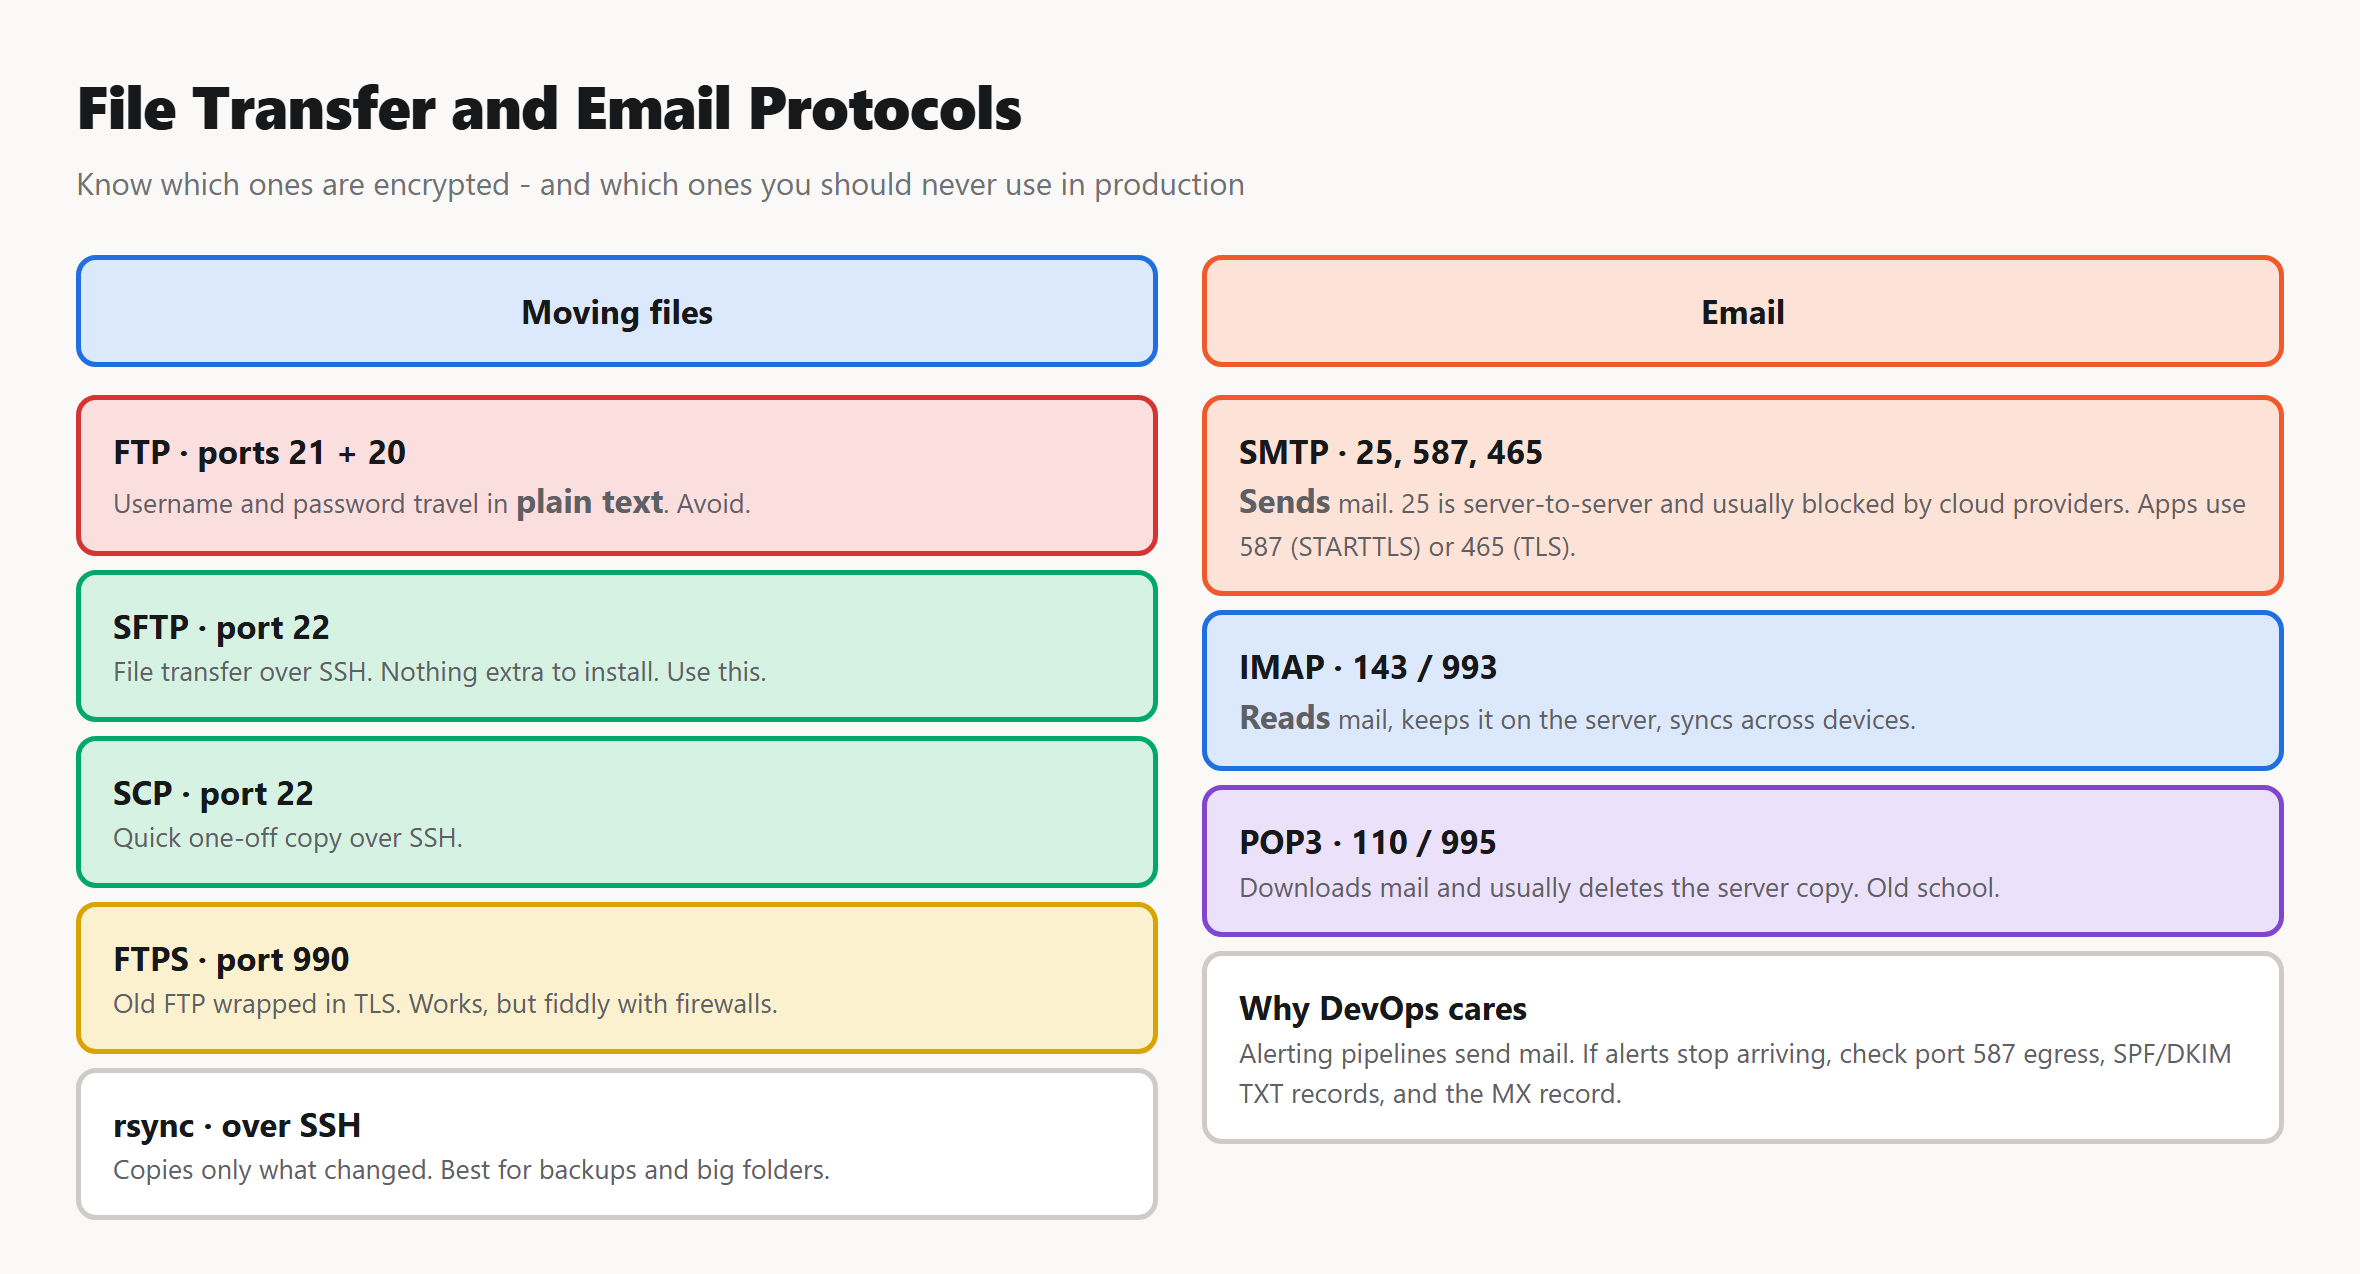 File Transfer and Email Protocols
Know which ones are encrypted - and which ones you should never use in production
Moving files
FTP · ports 21 + 20
Username and password travel in plain text. Avoid.
SFTP · port 22
File transfer over SSH. Nothing extra to install. Use this.
SCP · port 22
Quick one-off copy over SSH.
FTPS · port 990
Old FTP wrapped in TLS. Works, but fiddly with firewalls.
rsync · over SSH
Copies only what changed. Best for backups and big folders.
Email
SMTP · 25, 587, 465
Sends mail. 25 is server-to-server and usually blocked by cloud providers. Apps use
587 (STARTTLS) or 465 (TLS).
IMAP · 143 / 993
Reads mail, keeps it on the server, syncs across devices.
POP3 · 110 / 995
Downloads mail and usually deletes the server copy. Old school.
Why DevOps cares
Alerting pipelines send mail. If alerts stop arriving, check port 587 egress, SPF/DKIM
TXT records, and the MX record.